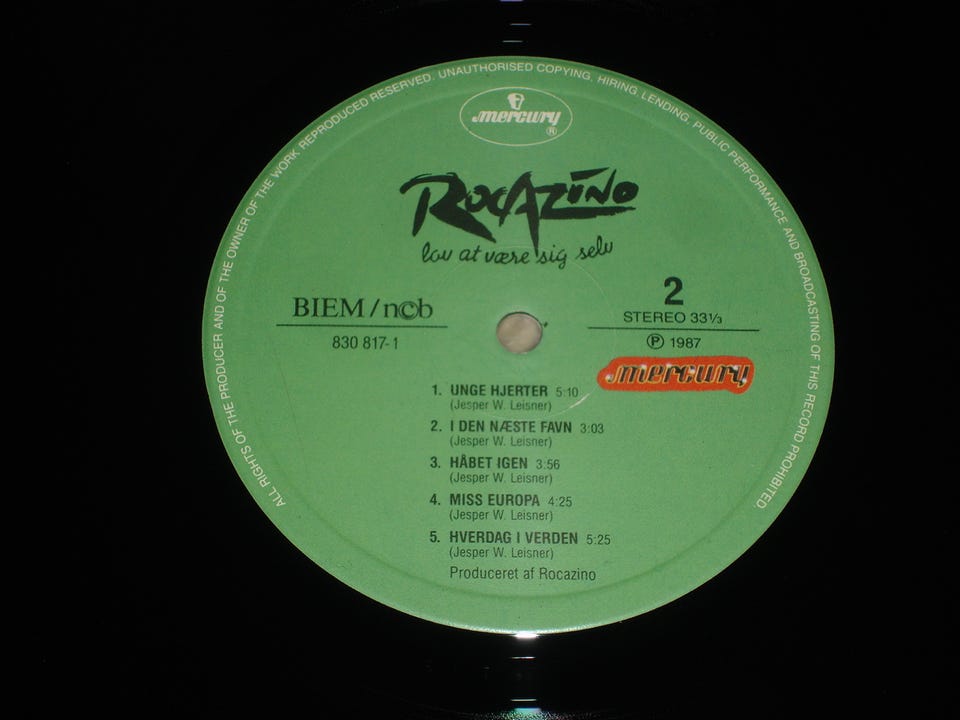 ALL RIGHTS OF THE PRODUCER AND OF THE OWNER OF THE WORK REPRODUCED RESERVED. UNAUTHORISED COPYING, HIRING, LENDING, PUBLIC PERFORMANCE AND BROADCASTING OF THIS RECORD PROHIBITED.
mercury ®
ROCAZINO
lov at være sig selv
BIEM/n©b
830 817-1
2
STEREO 33⅓
℗ 1987
mercury
1. UNGE HJERTER 5:10
(Jesper W. Leisner)
2. I DEN NÆSTE FAVN 3:03
(Jesper W. Leisner)
3. HÅBET IGEN 3:56
(Jesper W. Leisner)
4. MISS EUROPA 4:25
(Jesper W. Leisner)
5. HVERDAG I VERDEN 5:25
(Jesper W. Leisner)
Produceret af Rocazino